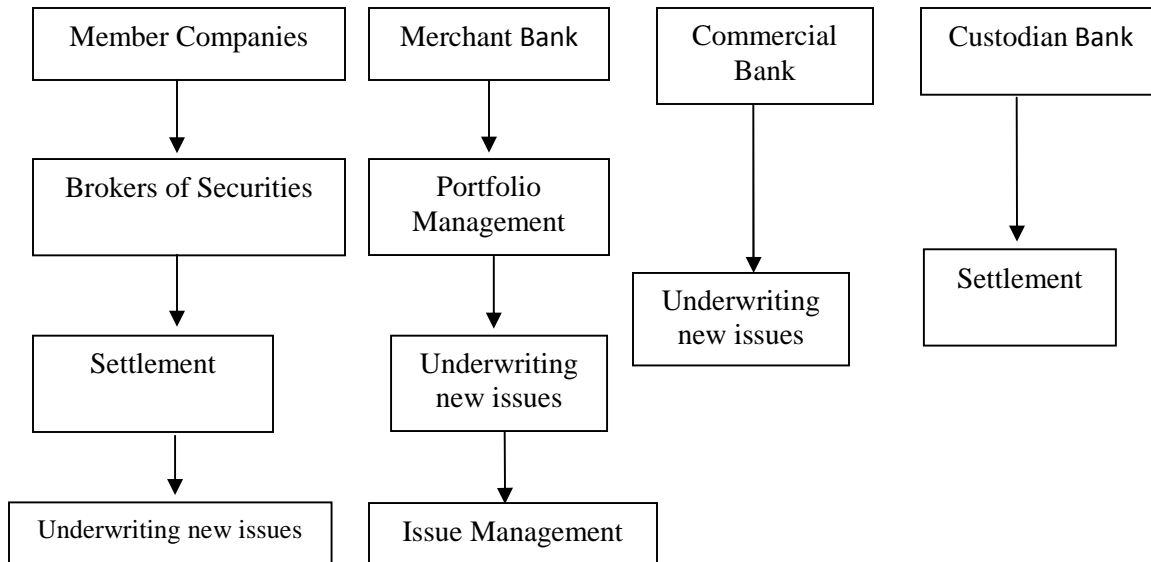 Member Companies
Brokers of Securities
Settlement
Underwriting new issues
Merchant Bank
Portfolio
Management
Underwriting
new issues
Issue Management
Commercial
Bank
Underwriting
new issues
Custodian Bank
Settlement